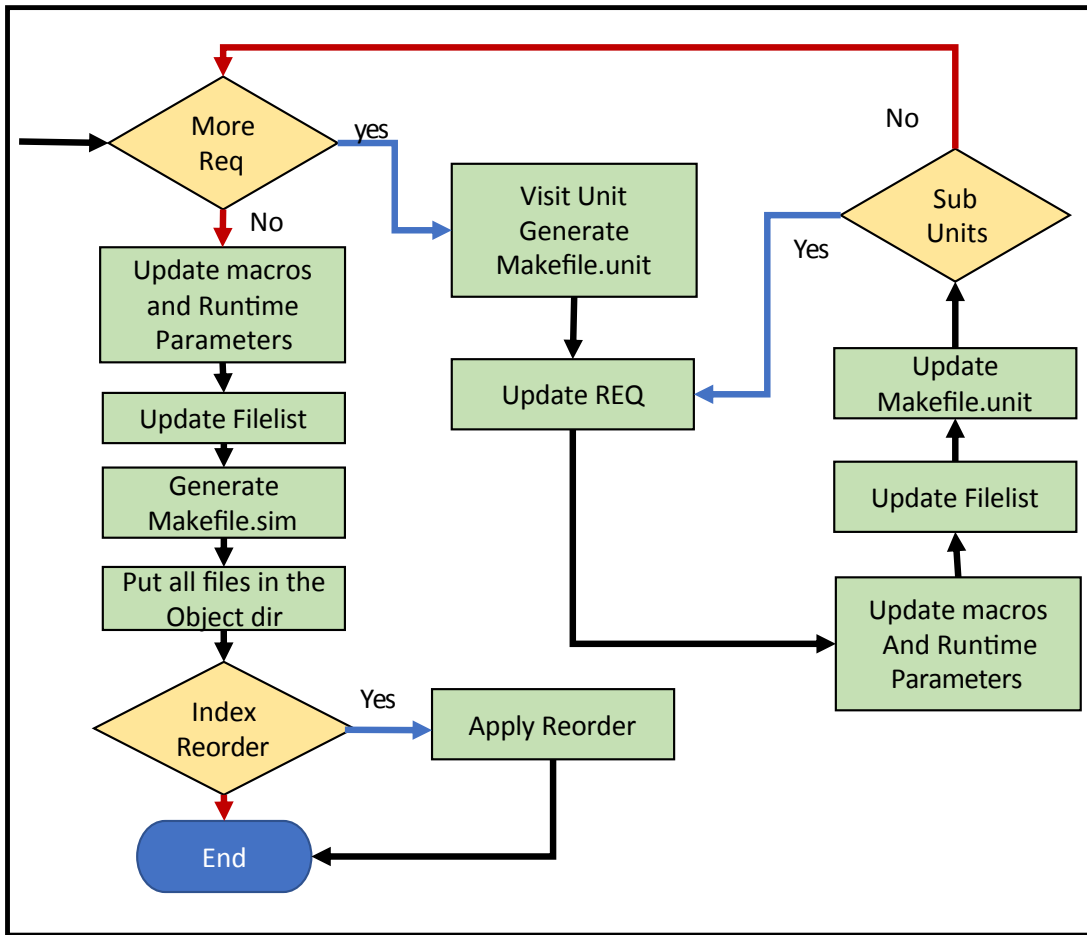 More
Req
yes
No
Update macros
and Runtime
Parameters
Update Filelist
Generate
Makefile.sim
Put all files in the
Object dir
Index
Reorder
Yes
Apply Reorder
End
Visit Unit
Generate
Makefile.unit
Update REQ
Update macros
And Runtime
Parameters
Update Filelist
Update
Makefile.unit
Sub
Units
Yes
No